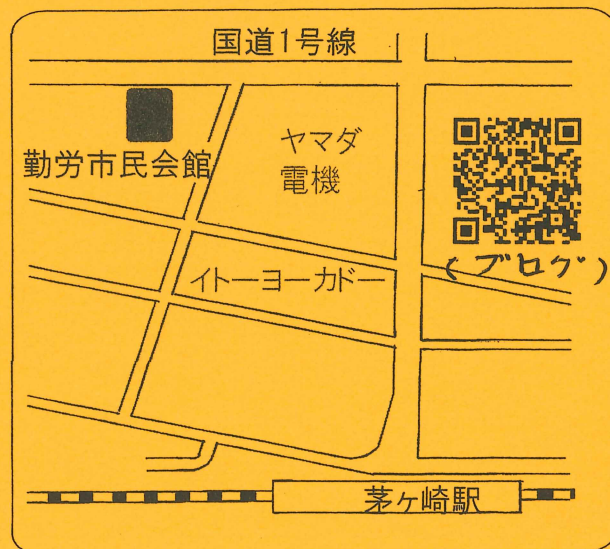 国道1号線
勤労市民会館
ヤマダ
電機
(ブログ)
イトーヨーカドー
茅ヶ崎駅